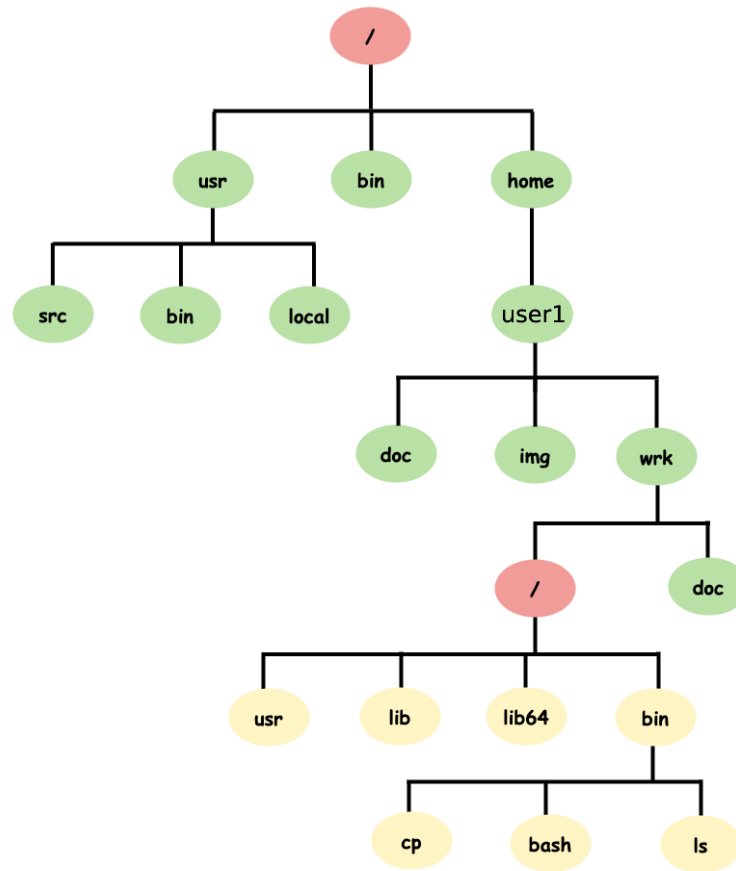 /
usr bin home
src bin local user1
doc img wrk
/ doc
usr lib lib64 bin
cp bash ls